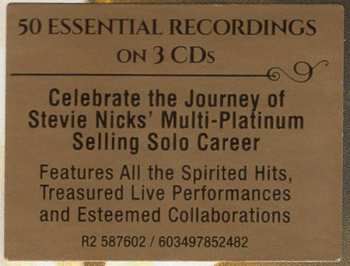 50 ESSENTIAL RECORDINGS
ON 3 CDS
Celebrate the Journey of
Stevie Nicks' Multi-Platinum
Selling Solo Career
Features All the Spirited Hits,
Treasured Live Performances
and Esteemed Collaborations
R2 587602 / 603497852482